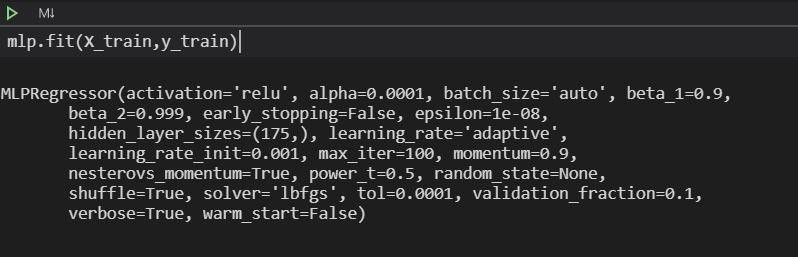 M↓
mlp.fit(X_train,y_train)
MLPRegressor(activation='relu', alpha=0.0001, batch_size='auto', beta_1=0.9,
beta_2=0.999, early_stopping=False, epsilon=1e-08,
hidden_layer_sizes=(175,), learning_rate='adaptive',
learning_rate_init=0.001, max_iter=100, momentum=0.9,
nesterovs_momentum=True, power_t=0.5, random_state=None,
shuffle=True, solver='lbfgs', tol=0.0001, validation_fraction=0.1,
verbose=True, warm_start=False)